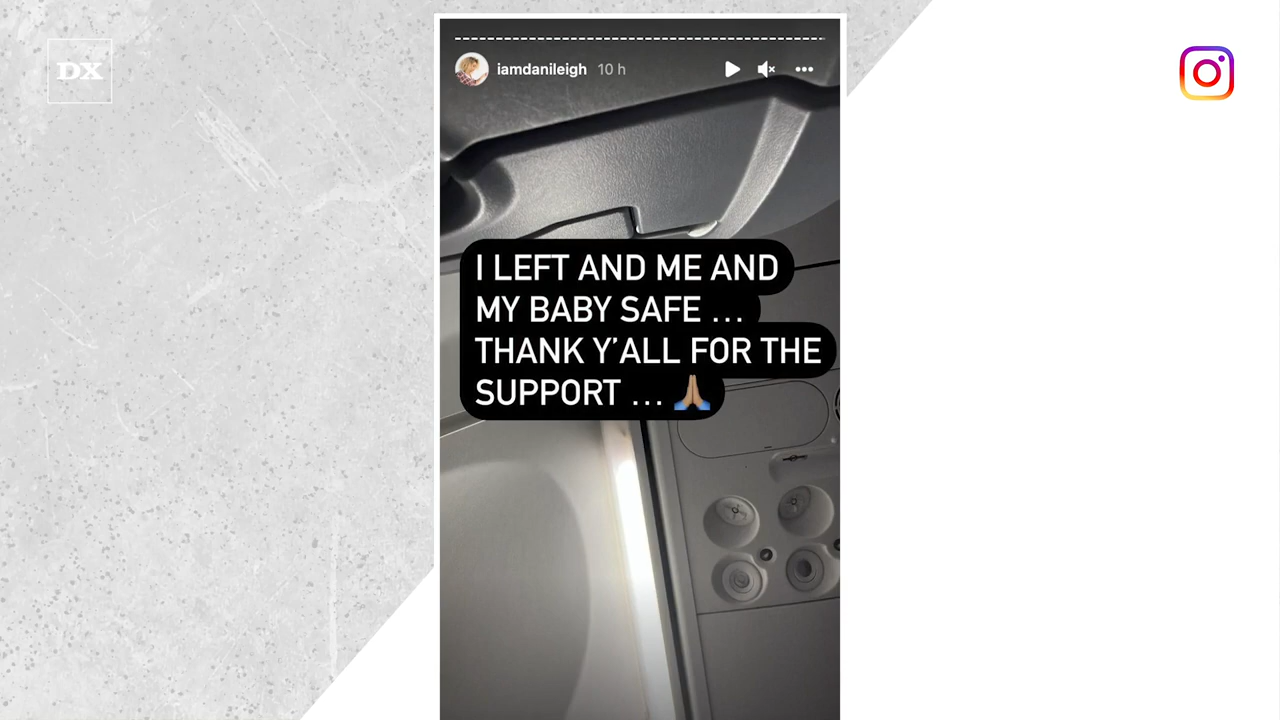 DX
iamdanileigh 10 h
I LEFT AND ME AND
MY BABY SAFE ...
THANK Y’ALL FOR THE
SUPPORT ... 🙏🏽